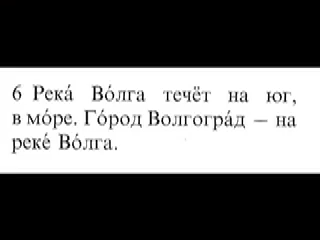 6 Река́ Во́лга течёт на юг,
в мо́ре. Го́род Волгогра́д — на
реке́ Во́лга.